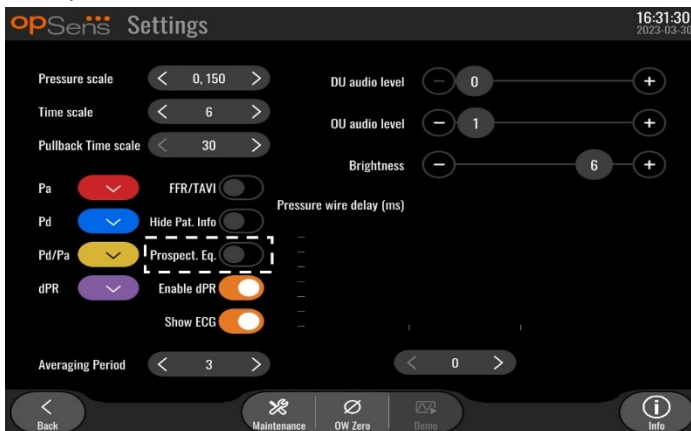 opSens Settings 16:31:30
2023-03-30
Pressure scale < 0, 150 > DU audio level − 0 +
Time scale < 6 > OU audio level − 1 +
Pullback Time scale < 30 > Brightness − 6 +
Pa FFR/TAVI Pressure wire delay (ms)
Pd Hide Pat. Info
Pd/Pa Prospect. Eq.
dPR Enable dPR
Show ECG
Averaging Period < 3 > < 0 >
Back Maintenance OW Zero Demo Info